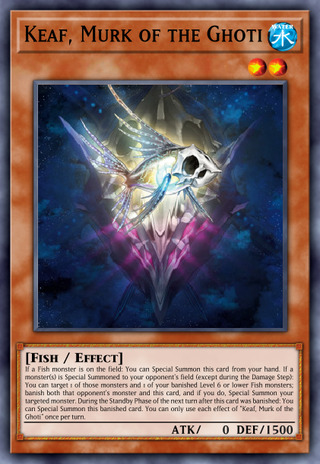 Keaf, Murk of the Ghoti
WATER
水
[Fish / Effect]
If a Fish monster is on the field: You can Special Summon this card from your hand. If a
monster(s) is Special Summoned to your opponent's field (except during the Damage Step):
You can target 1 of those monsters and 1 of your banished Level 6 or lower Fish monsters;
banish both that opponent's monster and this card, and if you do, Special Summon your
targeted monster. During the Standby Phase of the next turn after this card was banished: You
can Special Summon this banished card. You can only use each effect of "Keaf, Murk of the
Ghoti" once per turn.
ATK/ 0 DEF/1500